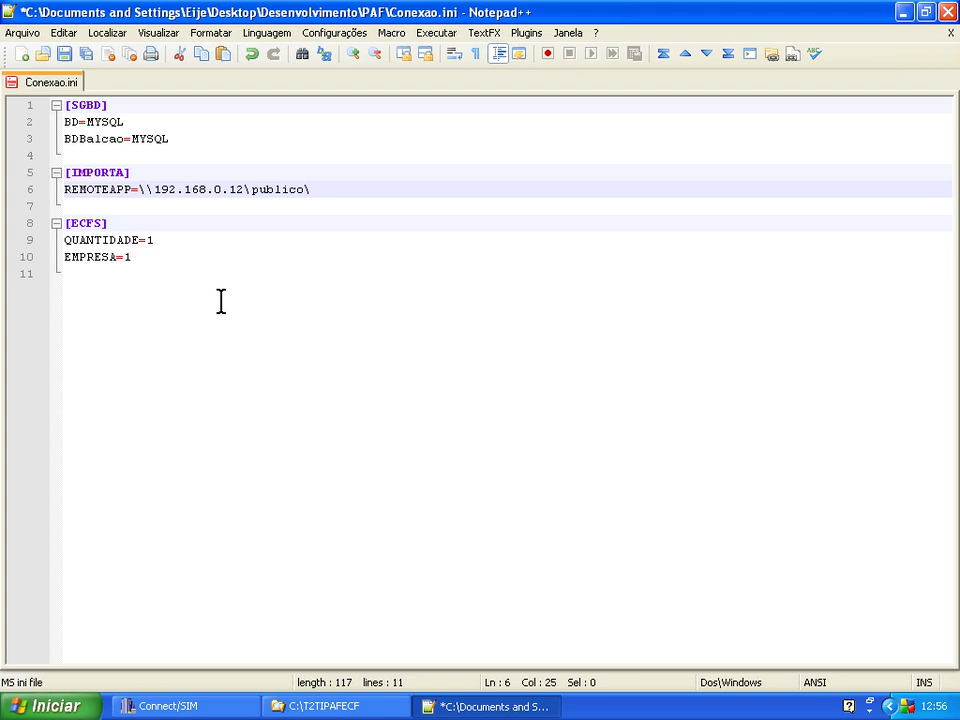 *C:\Documents and Settings\Eije\Desktop\Desenvolvimento\PAF\Conexao.ini - Notepad++
Arquivo Editar Localizar Visualizar Formatar Linguagem Configurações Macro Executar TextFX Plugins Janela ? X
Conexao.ini
1 [SGBD]
2 BD=MYSQL
3 BDBalcao=MYSQL
4
5 [IMPORTA]
6 REMOTEAPP=\\192.168.0.12\publico\
7
8 [ECFS]
9 QUANTIDADE=1
10 EMPRESA=1
11
MS ini file length : 117 lines : 11 Ln : 6 Col : 25 Sel : 0 Dos\Windows ANSI INS
Iniciar Connect/SIM C:\T2TIPAFECF *C:\Documents and S... 12:56